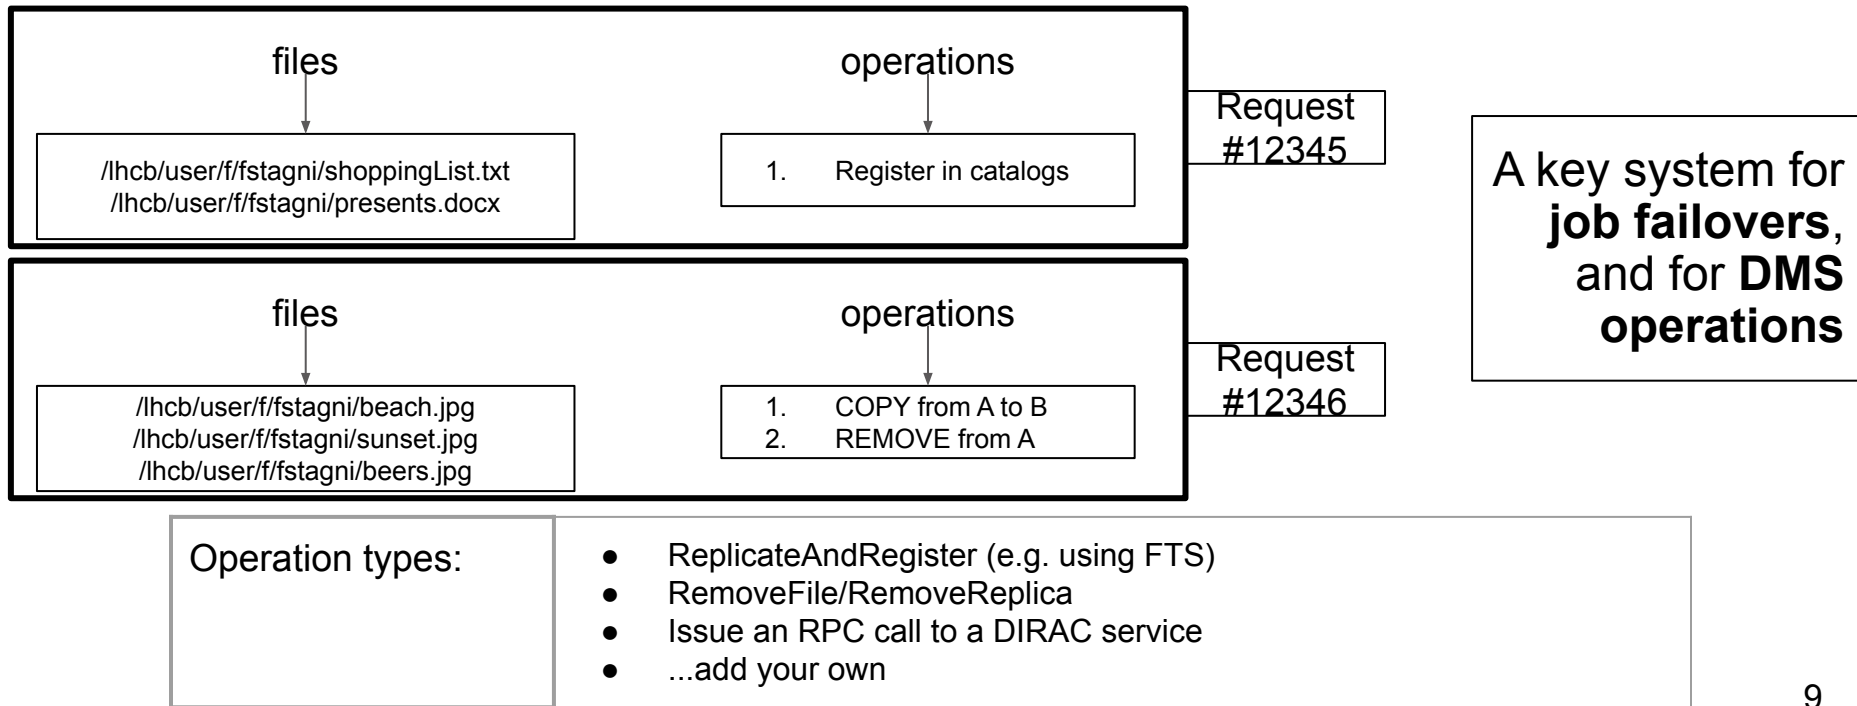 files
operations
/lhcb/user/f/fstagni/shoppingList.txt
/lhcb/user/f/fstagni/presents.docx
1. Register in catalogs
Request
#12345
files
operations
/lhcb/user/f/fstagni/beach.jpg
/lhcb/user/f/fstagni/sunset.jpg
/lhcb/user/f/fstagni/beers.jpg
1. COPY from A to B
2. REMOVE from A
Request
#12346
A key system for
job failovers,
and for DMS
operations
Operation types:
● ReplicateAndRegister (e.g. using FTS)
● RemoveFile/RemoveReplica
● Issue an RPC call to a DIRAC service
● ...add your own
9